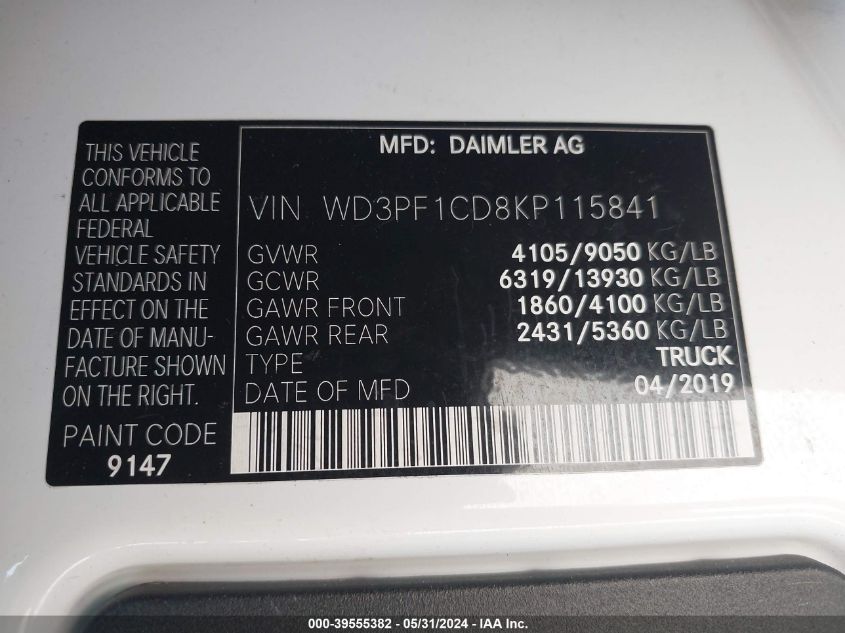 THIS VEHICLE
CONFORMS TO
ALL APPLICABLE
FEDERAL
VEHICLE SAFETY
STANDARDS IN
EFFECT ON THE
DATE OF MANU-
FACTURE SHOWN
ON THE RIGHT.
PAINT CODE
9147
MFD: DAIMLER AG
VIN WD3PF1CD8KP115841
GVWR 4105/9050 KG/LB
GCWR 6319/13930 KG/LB
GAWR FRONT 1860/4100 KG/LB
GAWR REAR 2431/5360 KG/LB
TYPE TRUCK
DATE OF MFD 04/2019
000-39555382 - 05/31/2024 - IAA Inc.